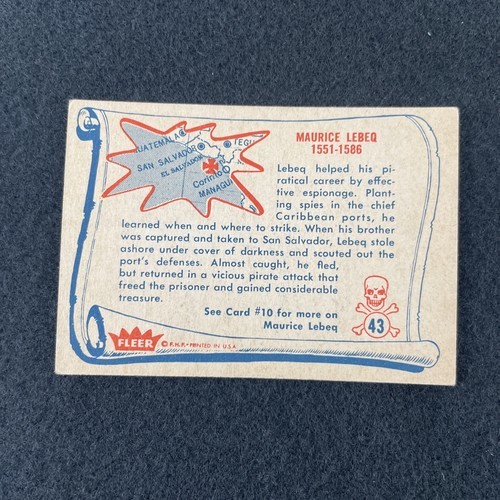 GUATEMALA
TEGU
SAN SALVADOR
EL SALVADOR
Corinto
MANAGU
MAURICE LEBEQ
1551-1586
Lebeq helped his pi-
ratical career by effec-
tive espionage. Plant-
ing spies in the chief
Caribbean ports, he
learned when and where to strike. When his brother
was captured and taken to San Salvador, Lebeq stole
ashore under cover of darkness and scouted out the
port's defenses. Almost caught, he fled,
but returned in a vicious pirate attack that
freed the prisoner and gained considerable
treasure.
See Card #10 for more on
Maurice Lebeq
43
FLEER
© F.H.F. • PRINTED IN U.S.A